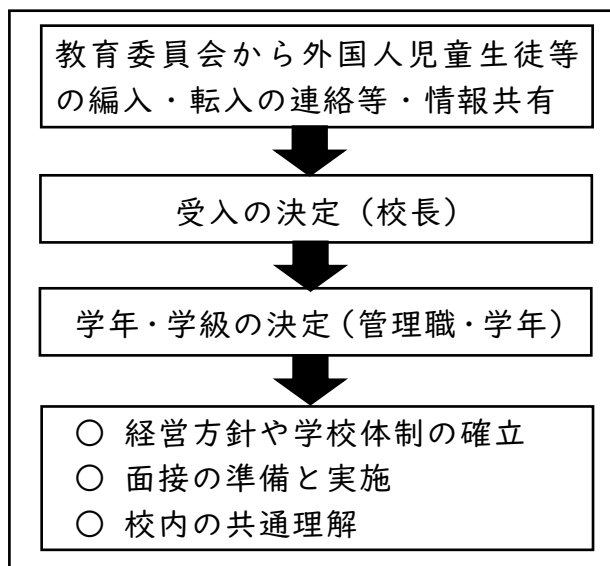 教育委員会から外国人児童生徒等
の編入・転入の連絡等・情報共有
受入の決定（校長）
学年・学級の決定（管理職・学年）
○ 経営方針や学校体制の確立
○ 面接の準備と実施
○ 校内の共通理解